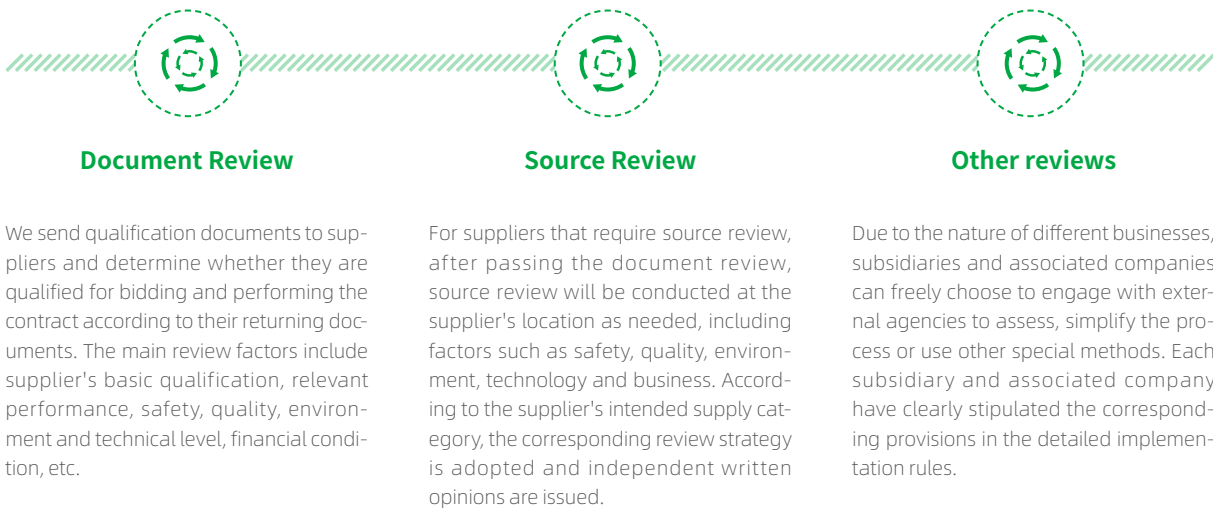 Document Review
We send qualification documents to sup-
pliers and determine whether they are
qualified for bidding and performing the
contract according to their returning doc-
uments. The main review factors include
supplier's basic qualification, relevant
performance, safety, quality, environ-
ment and technical level, financial condi-
tion, etc.
Source Review
For suppliers that require source review,
after passing the document review,
source review will be conducted at the
supplier's location as needed, including
factors such as safety, quality, environ-
ment, technology and business. Accord-
ing to the supplier's intended supply cat-
egory, the corresponding review strategy
is adopted and independent written
opinions are issued.
Other reviews
Due to the nature of different businesses,
subsidiaries and associated companies
can freely choose to engage with exter-
nal agencies to assess, simplify the pro-
cess or use other special methods. Each
subsidiary and associated company
have clearly stipulated the correspond-
ing provisions in the detailed implemen-
tation rules.